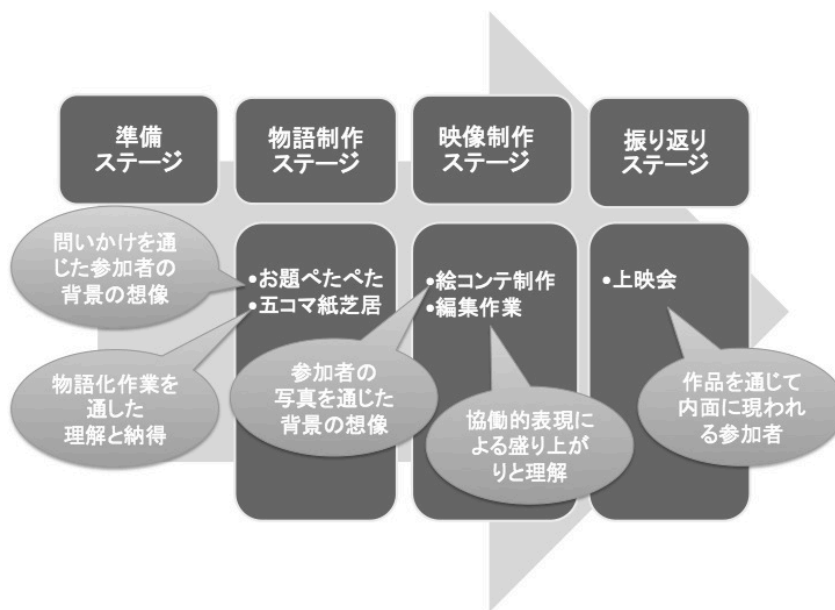 準備
ステージ
物語制作
ステージ
映像制作
ステージ
振り返り
ステージ
問いかけを通
じた参加者の
背景の想像
•お題ぺたぺた
•五コマ紙芝居
物語化作業を
通した
理解と納得
•絵コンテ制作
•編集作業
参加者の
写真を通じた
背景の想像
協働的表現に
よる盛り上が
りと理解
•上映会
作品を通じて
内面に現われ
る参加者